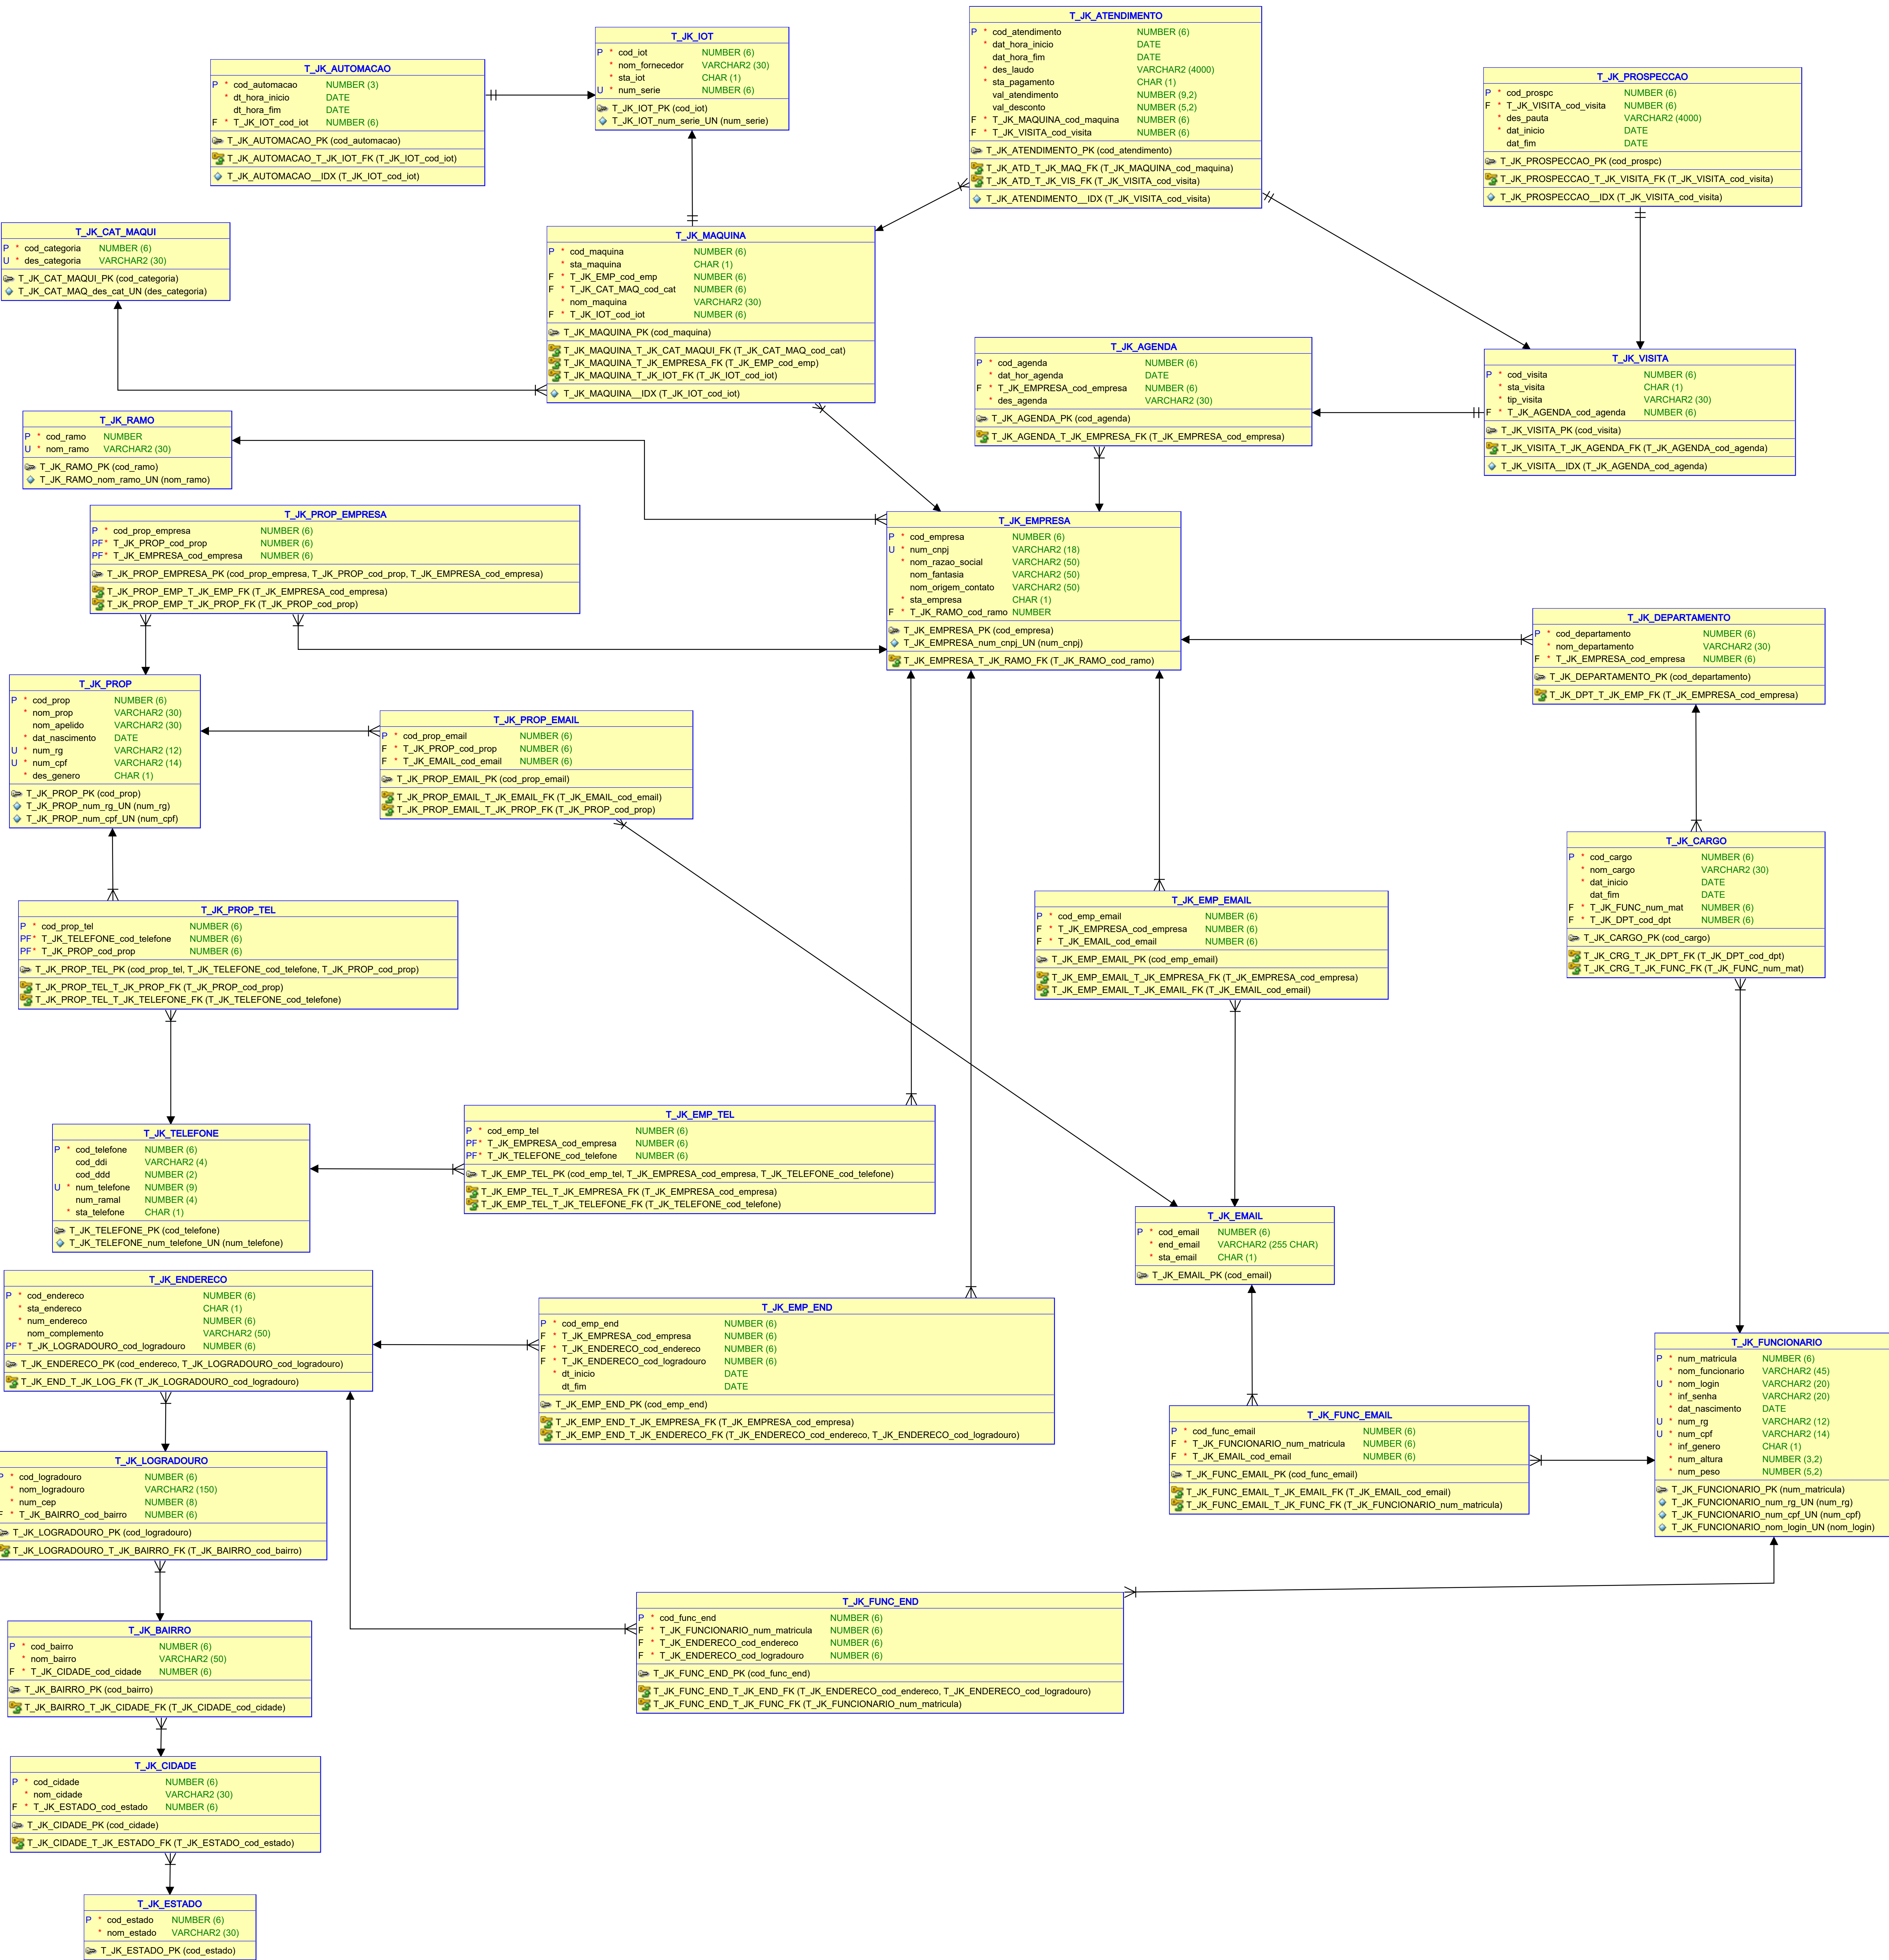 T_JK_ATENDIMENTO
P * cod_atendimento NUMBER (6)
* dat_hora_inicio DATE
dat_hora_fim DATE
* des_laudo VARCHAR2 (4000)
* sta_pagamento CHAR (1)
val_atendimento NUMBER (9,2)
val_desconto NUMBER (5,2)
F * T_JK_MAQUINA_cod_maquina NUMBER (6)
F * T_JK_VISITA_cod_visita NUMBER (6)
T_JK_ATENDIMENTO_PK (cod_atendimento)
T_JK_ATD_T_JK_MAQ_FK (T_JK_MAQUINA_cod_maquina)
T_JK_ATD_T_JK_VIS_FK (T_JK_VISITA_cod_visita)
T_JK_ATENDIMENTO__IDX (T_JK_VISITA_cod_visita)
T_JK_IOT
P * cod_iot NUMBER (6)
* nom_fornecedor VARCHAR2 (30)
* sta_iot CHAR (1)
U * num_serie NUMBER (6)
T_JK_IOT_PK (cod_iot)
T_JK_IOT_num_serie_UN (num_serie)
T_JK_AUTOMACAO
P * cod_automacao NUMBER (3)
* dt_hora_inicio DATE
dt_hora_fim DATE
F * T_JK_IOT_cod_iot NUMBER (6)
T_JK_AUTOMACAO_PK (cod_automacao)
T_JK_AUTOMACAO_T_JK_IOT_FK (T_JK_IOT_cod_iot)
T_JK_AUTOMACAO__IDX (T_JK_IOT_cod_iot)
T_JK_PROSPECCAO
P * cod_prospc NUMBER (6)
F * T_JK_VISITA_cod_visita NUMBER (6)
* des_pauta VARCHAR2 (4000)
* dat_inicio DATE
dat_fim DATE
T_JK_PROSPECCAO_PK (cod_prospc)
T_JK_PROSPECCAO_T_JK_VISITA_FK (T_JK_VISITA_cod_visita)
T_JK_PROSPECCAO__IDX (T_JK_VISITA_cod_visita)
T_JK_CAT_MAQUI
P * cod_categoria NUMBER (6)
U * des_categoria VARCHAR2 (30)
T_JK_CAT_MAQUI_PK (cod_categoria)
T_JK_CAT_MAQ_des_cat_UN (des_categoria)
T_JK_MAQUINA
P * cod_maquina NUMBER (6)
* sta_maquina CHAR (1)
F * T_JK_EMP_cod_emp NUMBER (6)
F * T_JK_CAT_MAQ_cod_cat NUMBER (6)
* nom_maquina VARCHAR2 (30)
F * T_JK_IOT_cod_iot NUMBER (6)
T_JK_MAQUINA_PK (cod_maquina)
T_JK_MAQUINA_T_JK_CAT_MAQUI_FK (T_JK_CAT_MAQ_cod_cat)
T_JK_MAQUINA_T_JK_EMPRESA_FK (T_JK_EMP_cod_emp)
T_JK_MAQUINA_T_JK_IOT_FK (T_JK_IOT_cod_iot)
T_JK_MAQUINA__IDX (T_JK_IOT_cod_iot)
T_JK_AGENDA
P * cod_agenda NUMBER (6)
* dat_hor_agenda DATE
F * T_JK_EMPRESA_cod_empresa NUMBER (6)
* des_agenda VARCHAR2 (30)
T_JK_AGENDA_PK (cod_agenda)
T_JK_AGENDA_T_JK_EMPRESA_FK (T_JK_EMPRESA_cod_empresa)
T_JK_VISITA
P * cod_visita NUMBER (6)
* sta_visita CHAR (1)
* tip_visita VARCHAR2 (30)
F * T_JK_AGENDA_cod_agenda NUMBER (6)
T_JK_VISITA_PK (cod_visita)
T_JK_VISITA_T_JK_AGENDA_FK (T_JK_AGENDA_cod_agenda)
T_JK_VISITA__IDX (T_JK_AGENDA_cod_agenda)
T_JK_RAMO
P * cod_ramo NUMBER
U * nom_ramo VARCHAR2 (30)
T_JK_RAMO_PK (cod_ramo)
T_JK_RAMO_nom_ramo_UN (nom_ramo)
T_JK_PROP_EMPRESA
P * cod_prop_empresa NUMBER (6)
PF* T_JK_PROP_cod_prop NUMBER (6)
PF* T_JK_EMPRESA_cod_empresa NUMBER (6)
T_JK_PROP_EMPRESA_PK (cod_prop_empresa, T_JK_PROP_cod_prop, T_JK_EMPRESA_cod_empresa)
T_JK_PROP_EMP_T_JK_EMP_FK (T_JK_EMPRESA_cod_empresa)
T_JK_PROP_EMP_T_JK_PROP_FK (T_JK_PROP_cod_prop)
T_JK_EMPRESA
P * cod_empresa NUMBER (6)
U * num_cnpj VARCHAR2 (18)
* nom_razao_social VARCHAR2 (50)
nom_fantasia VARCHAR2 (50)
nom_origem_contato VARCHAR2 (50)
* sta_empresa CHAR (1)
F * T_JK_RAMO_cod_ramo NUMBER
T_JK_EMPRESA_PK (cod_empresa)
T_JK_EMPRESA_num_cnpj_UN (num_cnpj)
T_JK_EMPRESA_T_JK_RAMO_FK (T_JK_RAMO_cod_ramo)
T_JK_DEPARTAMENTO
P * cod_departamento NUMBER (6)
* nom_departamento VARCHAR2 (30)
F * T_JK_EMPRESA_cod_empresa NUMBER (6)
T_JK_DEPARTAMENTO_PK (cod_departamento)
T_JK_DPT_T_JK_EMP_FK (T_JK_EMPRESA_cod_empresa)
T_JK_PROP
P * cod_prop NUMBER (6)
* nom_prop VARCHAR2 (30)
nom_apelido VARCHAR2 (30)
* dat_nascimento DATE
U * num_rg VARCHAR2 (12)
U * num_cpf VARCHAR2 (14)
* des_genero CHAR (1)
T_JK_PROP_PK (cod_prop)
T_JK_PROP_num_rg_UN (num_rg)
T_JK_PROP_num_cpf_UN (num_cpf)
T_JK_PROP_EMAIL
P * cod_prop_email NUMBER (6)
F * T_JK_PROP_cod_prop NUMBER (6)
F * T_JK_EMAIL_cod_email NUMBER (6)
T_JK_PROP_EMAIL_PK (cod_prop_email)
T_JK_PROP_EMAIL_T_JK_EMAIL_FK (T_JK_EMAIL_cod_email)
T_JK_PROP_EMAIL_T_JK_PROP_FK (T_JK_PROP_cod_prop)
T_JK_CARGO
P * cod_cargo NUMBER (6)
* nom_cargo VARCHAR2 (30)
* dat_inicio DATE
dat_fim DATE
F * T_JK_FUNC_num_mat NUMBER (6)
F * T_JK_DPT_cod_dpt NUMBER (6)
T_JK_CARGO_PK (cod_cargo)
T_JK_CRG_T_JK_DPT_FK (T_JK_DPT_cod_dpt)
T_JK_CRG_T_JK_FUNC_FK (T_JK_FUNC_num_mat)
T_JK_PROP_TEL
P * cod_prop_tel NUMBER (6)
PF* T_JK_TELEFONE_cod_telefone NUMBER (6)
PF* T_JK_PROP_cod_prop NUMBER (6)
T_JK_PROP_TEL_PK (cod_prop_tel, T_JK_TELEFONE_cod_telefone, T_JK_PROP_cod_prop)
T_JK_PROP_TEL_T_JK_PROP_FK (T_JK_PROP_cod_prop)
T_JK_PROP_TEL_T_JK_TELEFONE_FK (T_JK_TELEFONE_cod_telefone)
T_JK_EMP_EMAIL
P * cod_emp_email NUMBER (6)
F * T_JK_EMPRESA_cod_empresa NUMBER (6)
F * T_JK_EMAIL_cod_email NUMBER (6)
T_JK_EMP_EMAIL_PK (cod_emp_email)
T_JK_EMP_EMAIL_T_JK_EMPRESA_FK (T_JK_EMPRESA_cod_empresa)
T_JK_EMP_EMAIL_T_JK_EMAIL_FK (T_JK_EMAIL_cod_email)
T_JK_TELEFONE
P * cod_telefone NUMBER (6)
cod_ddi VARCHAR2 (4)
cod_ddd NUMBER (2)
U * num_telefone NUMBER (9)
num_ramal NUMBER (4)
* sta_telefone CHAR (1)
T_JK_TELEFONE_PK (cod_telefone)
T_JK_TELEFONE_num_telefone_UN (num_telefone)
T_JK_EMP_TEL
P * cod_emp_tel NUMBER (6)
PF* T_JK_EMPRESA_cod_empresa NUMBER (6)
PF* T_JK_TELEFONE_cod_telefone NUMBER (6)
T_JK_EMP_TEL_PK (cod_emp_tel, T_JK_EMPRESA_cod_empresa, T_JK_TELEFONE_cod_telefone)
T_JK_EMP_TEL_T_JK_EMPRESA_FK (T_JK_EMPRESA_cod_empresa)
T_JK_EMP_TEL_T_JK_TELEFONE_FK (T_JK_TELEFONE_cod_telefone)
T_JK_EMAIL
P * cod_email NUMBER (6)
* end_email VARCHAR2 (255 CHAR)
* sta_email CHAR (1)
T_JK_EMAIL_PK (cod_email)
T_JK_ENDERECO
P * cod_endereco NUMBER (6)
* sta_endereco CHAR (1)
* num_endereco NUMBER (6)
nom_complemento VARCHAR2 (50)
PF* T_JK_LOGRADOURO_cod_logradouro NUMBER (6)
T_JK_ENDERECO_PK (cod_endereco, T_JK_LOGRADOURO_cod_logradouro)
T_JK_END_T_JK_LOG_FK (T_JK_LOGRADOURO_cod_logradouro)
T_JK_EMP_END
P * cod_emp_end NUMBER (6)
F * T_JK_EMPRESA_cod_empresa NUMBER (6)
F * T_JK_ENDERECO_cod_endereco NUMBER (6)
F * T_JK_ENDERECO_cod_logradouro NUMBER (6)
* dt_inicio DATE
dt_fim DATE
T_JK_EMP_END_PK (cod_emp_end)
T_JK_EMP_END_T_JK_EMPRESA_FK (T_JK_EMPRESA_cod_empresa)
T_JK_EMP_END_T_JK_ENDERECO_FK (T_JK_ENDERECO_cod_endereco, T_JK_ENDERECO_cod_logradouro)
T_JK_FUNCIONARIO
P * num_matricula NUMBER (6)
* nom_funcionario VARCHAR2 (45)
U * nom_login VARCHAR2 (20)
* inf_senha VARCHAR2 (20)
* dat_nascimento DATE
U * num_rg VARCHAR2 (12)
U * num_cpf VARCHAR2 (14)
* inf_genero CHAR (1)
* num_altura NUMBER (3,2)
* num_peso NUMBER (5,2)
T_JK_FUNCIONARIO_PK (num_matricula)
T_JK_FUNCIONARIO_num_rg_UN (num_rg)
T_JK_FUNCIONARIO_num_cpf_UN (num_cpf)
T_JK_FUNCIONARIO_nom_login_UN (nom_login)
T_JK_FUNC_EMAIL
P * cod_func_email NUMBER (6)
F * T_JK_FUNCIONARIO_num_matricula NUMBER (6)
F * T_JK_EMAIL_cod_email NUMBER (6)
T_JK_FUNC_EMAIL_PK (cod_func_email)
T_JK_FUNC_EMAIL_T_JK_EMAIL_FK (T_JK_EMAIL_cod_email)
T_JK_FUNC_EMAIL_T_JK_FUNC_FK (T_JK_FUNCIONARIO_num_matricula)
T_JK_LOGRADOURO
P * cod_logradouro NUMBER (6)
* nom_logradouro VARCHAR2 (150)
* num_cep NUMBER (8)
F * T_JK_BAIRRO_cod_bairro NUMBER (6)
T_JK_LOGRADOURO_PK (cod_logradouro)
T_JK_LOGRADOURO_T_JK_BAIRRO_FK (T_JK_BAIRRO_cod_bairro)
T_JK_FUNC_END
P * cod_func_end NUMBER (6)
F * T_JK_FUNCIONARIO_num_matricula NUMBER (6)
F * T_JK_ENDERECO_cod_endereco NUMBER (6)
F * T_JK_ENDERECO_cod_logradouro NUMBER (6)
T_JK_FUNC_END_PK (cod_func_end)
T_JK_FUNC_END_T_JK_END_FK (T_JK_ENDERECO_cod_endereco, T_JK_ENDERECO_cod_logradouro)
T_JK_FUNC_END_T_JK_FUNC_FK (T_JK_FUNCIONARIO_num_matricula)
T_JK_BAIRRO
P * cod_bairro NUMBER (6)
* nom_bairro VARCHAR2 (50)
F * T_JK_CIDADE_cod_cidade NUMBER (6)
T_JK_BAIRRO_PK (cod_bairro)
T_JK_BAIRRO_T_JK_CIDADE_FK (T_JK_CIDADE_cod_cidade)
T_JK_CIDADE
P * cod_cidade NUMBER (6)
* nom_cidade VARCHAR2 (30)
F * T_JK_ESTADO_cod_estado NUMBER (6)
T_JK_CIDADE_PK (cod_cidade)
T_JK_CIDADE_T_JK_ESTADO_FK (T_JK_ESTADO_cod_estado)
T_JK_ESTADO
P * cod_estado NUMBER (6)
* nom_estado VARCHAR2 (30)
T_JK_ESTADO_PK (cod_estado)